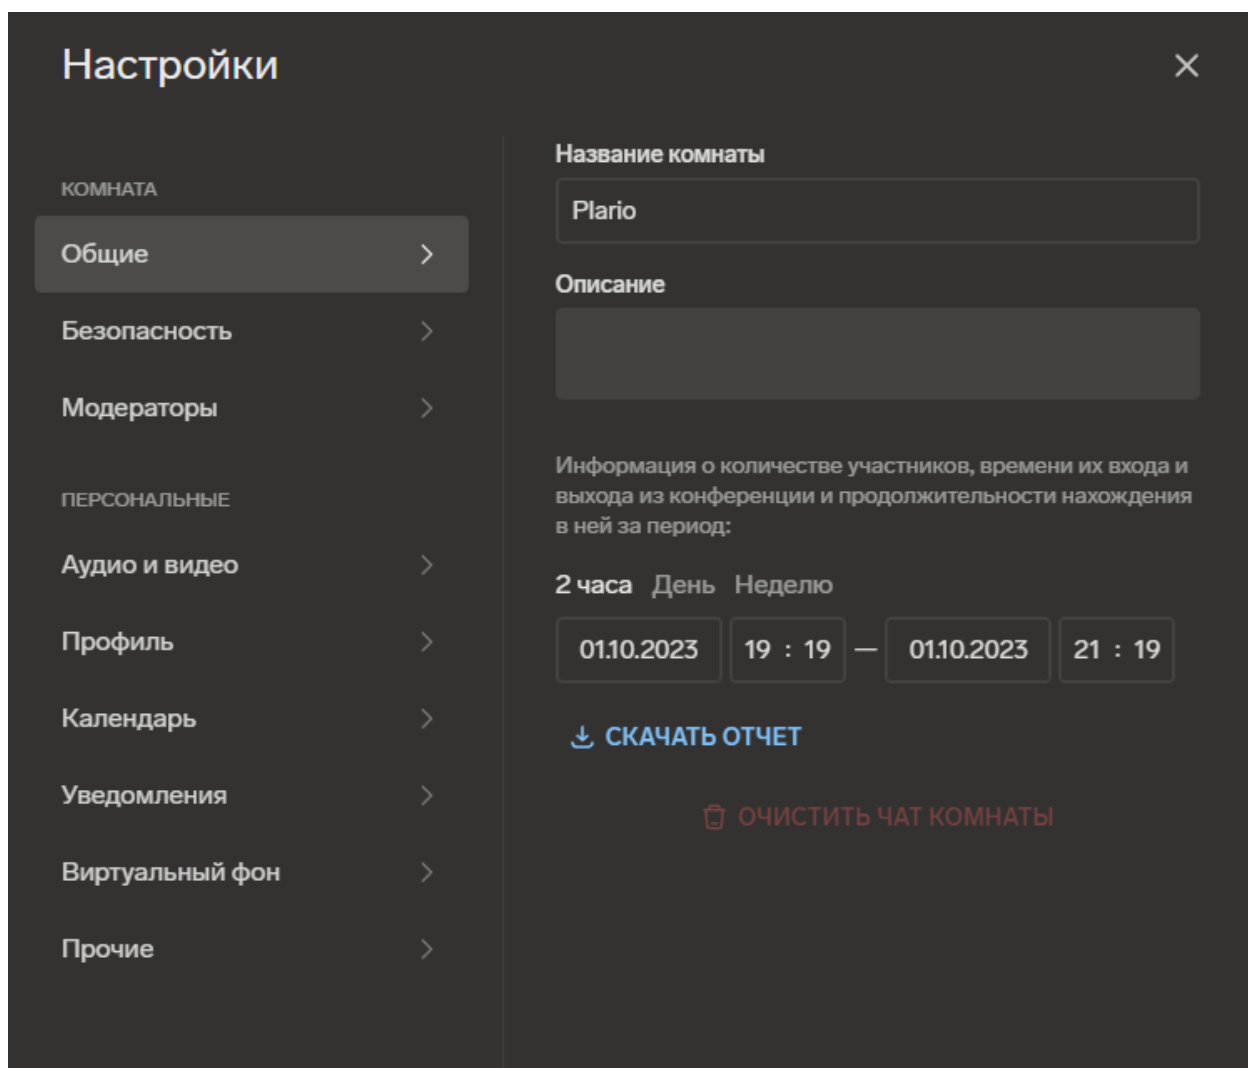 Настройки
КОМНАТА
Общие
Безопасность
Модераторы
ПЕРСОНАЛЬНЫЕ
Аудио и видео
Профиль
Календарь
Уведомления
Виртуальный фон
Прочие
Название комнаты
Plario
Описание
Информация о количестве участников, времени их входа и
выхода из конференции и продолжительности нахождения
в ней за период:
2 часа День Неделю
01.10.2023 19 : 19 — 01.10.2023 21 : 19
СКАЧАТЬ ОТЧЕТ
ОЧИСТИТЬ ЧАТ КОМНАТЫ